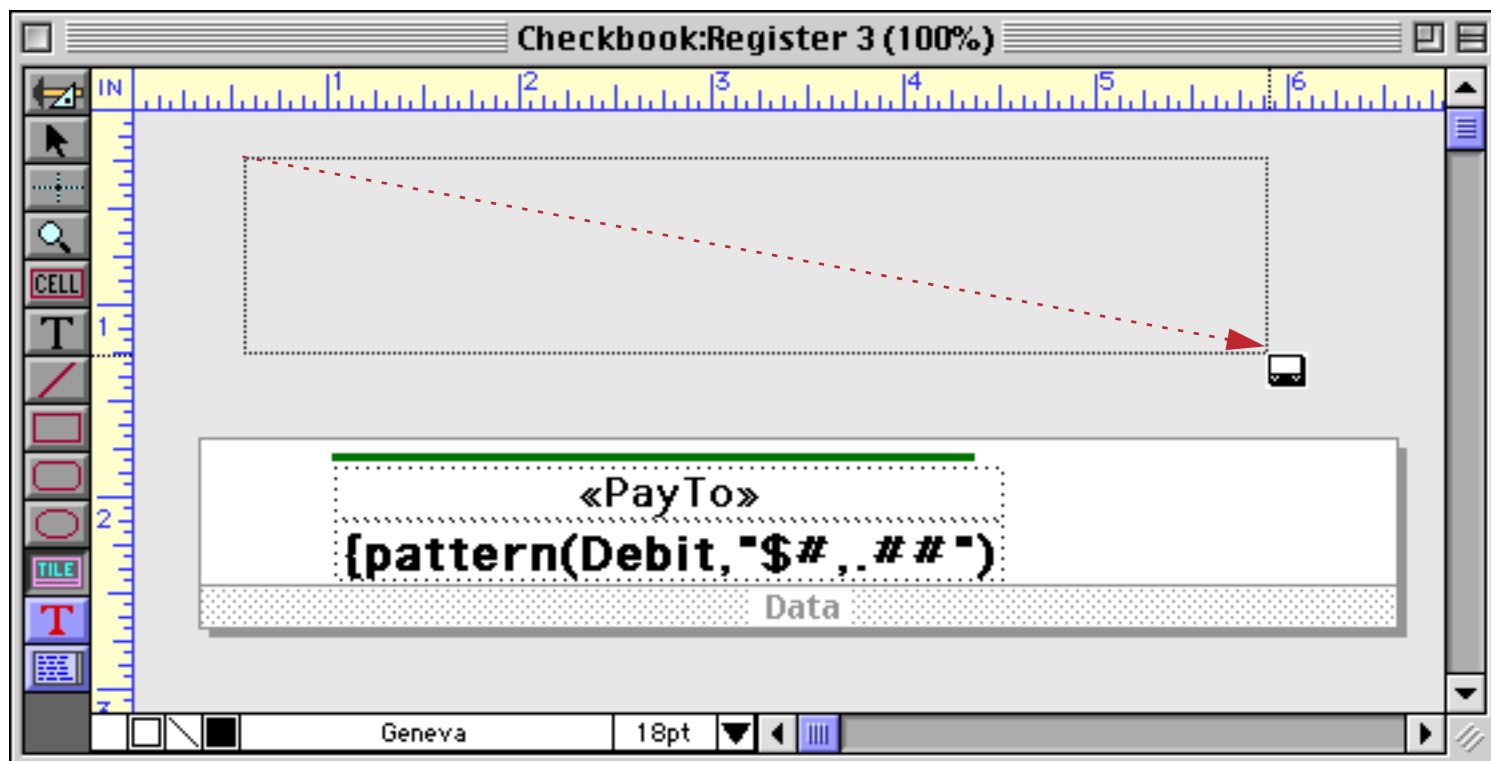 Checkbook:Register 3 (100%)
IN 1 2 3 4 5 6
CELL
T
1
«PayTo»
2
{pattern(Debit,"$#,.##")
TILE
T
Data
3
Geneva 18pt